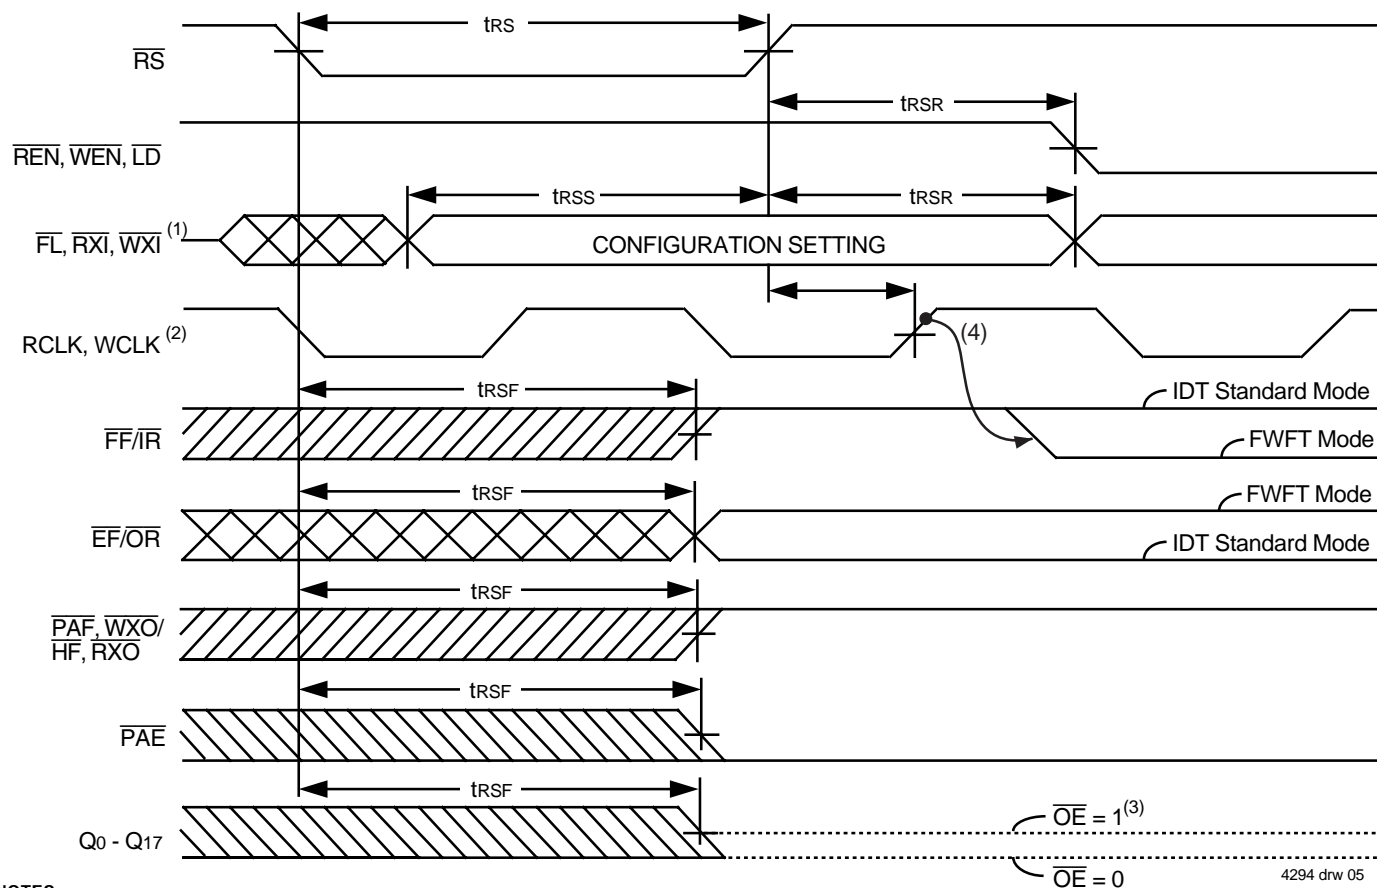 tRS
RS
tRSR
REN, WEN, LD
tRSS
tRSR
FL, RXI, WXI (1)
CONFIGURATION SETTING
RCLK, WCLK (2)
(4)
tRSF
IDT Standard Mode
FF/IR
FWFT Mode
tRSF
FWFT Mode
EF/OR
IDT Standard Mode
tRSF
PAF, WXO/
HF, RXO
tRSF
PAE
tRSF
OE = 1(3)
Q0 - Q17
OE = 0
4294 drw 05